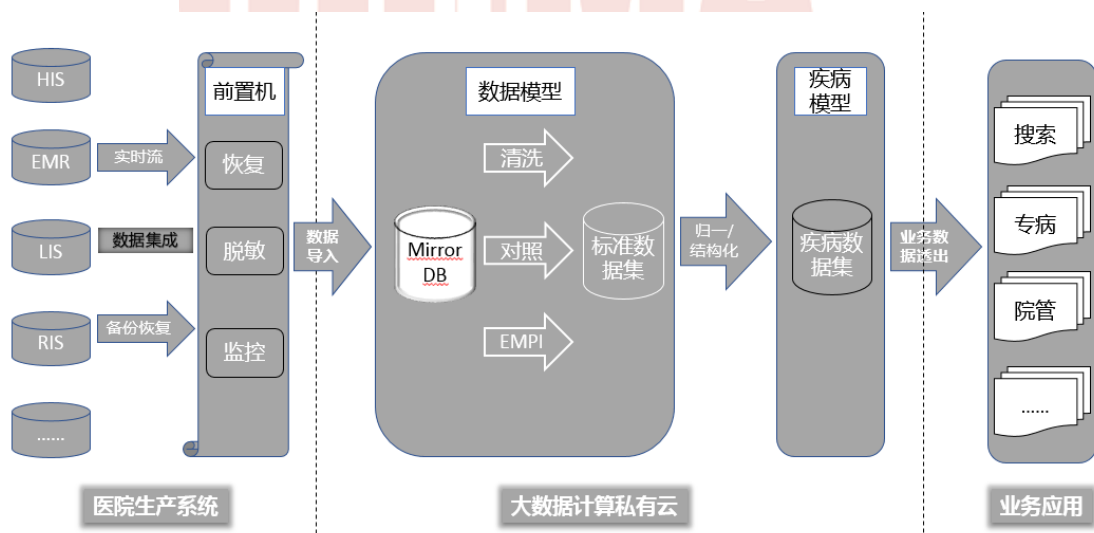 HIS
EMR
LIS
RIS
......
实时流
数据集成
备份恢复
前置机
恢复
脱敏
监控
数据
导入
数据模型
清洗
Mirror
DB
对照
EMPI
标准数
据集
归一/
结构化
疾病
模型
疾病数
据集
业务数
据透出
搜索
专病
院管
......
医院生产系统
大数据计算私有云
业务应用